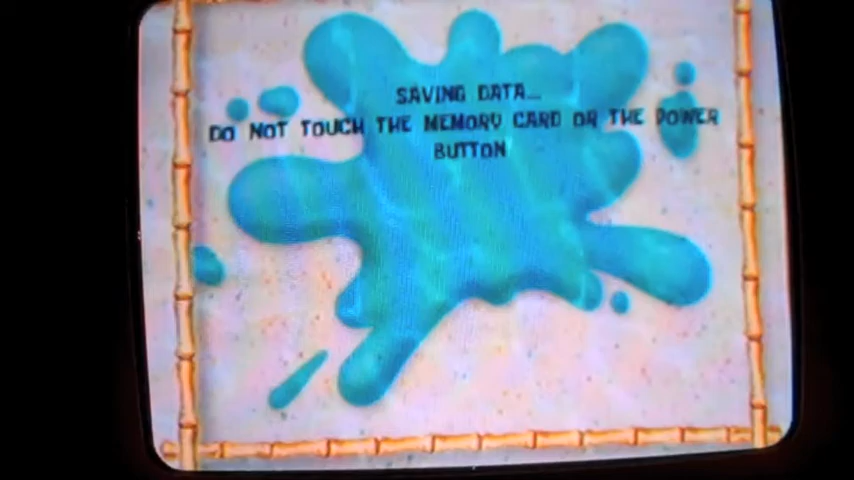 SAVING DATA...
DO NOT TOUCH THE MEMORY CARD OR THE POWER
BUTTON